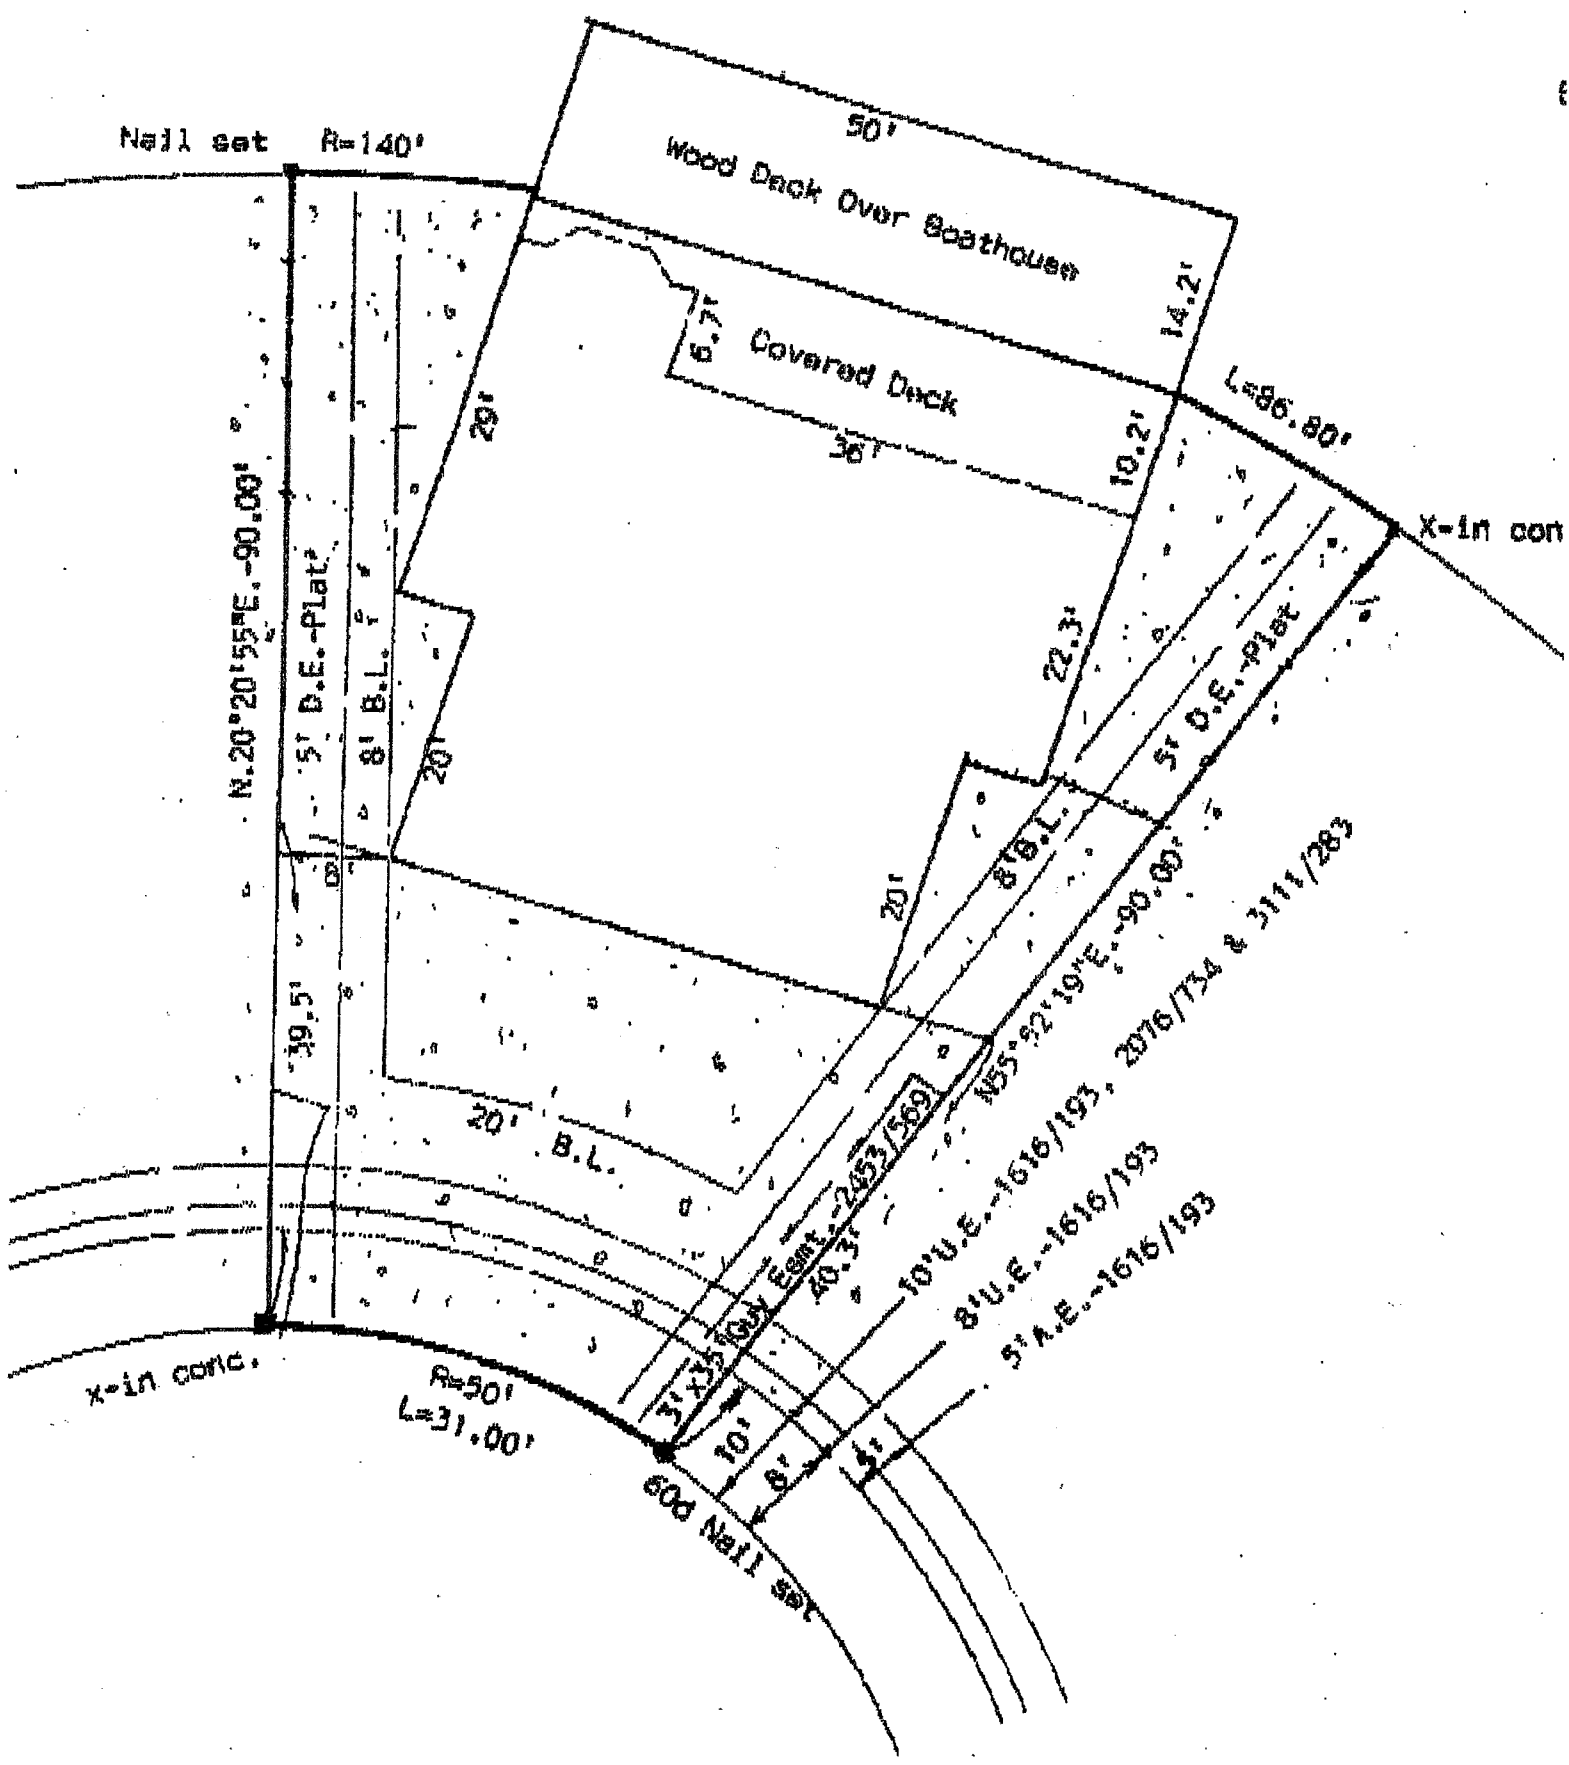 Nail set R=140'
50'
Wood Deck Over Boathouse
14.2'
6.7'
Covered Deck
L=86.80'
29'
36'
10.2'
X-in con
N.20°20'55"E.-90.00'
5' D.E.-Plat
8' B.L.
20'
22.3'
5' D.E.-Plat
8'B.L.
20'
8'
39.5'
N55°52'19"E.-90.00'
20' B.L.
3'x35'Guy Esmt.-2453/569
40.3'
10'U.E.-1616/193, 2076/734 & 3111/283
8'U.E.-1616/193
5'A.E.-1616/193
x-in conc.
R=50'
L=31.00'
10'
8'
5'
60d Nail set